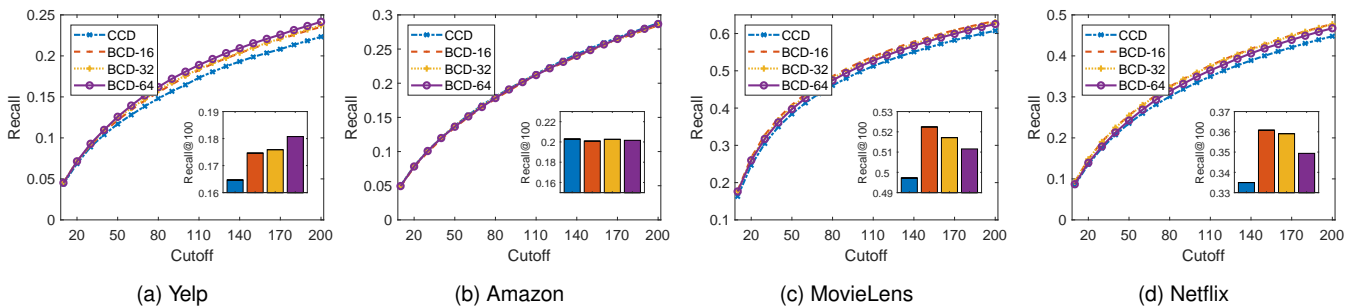 0.3
0.25
0.2
0.15
0.1
0.05
0
Recall
CCD
BCD-16
BCD-32
BCD-64
0.19
0.18
0.17
0.16
Recall@100
20 50 80 110 140 170 200
Cutoff
(a) Yelp
0.3
0.25
0.2
0.15
0.1
0.05
0
Recall
CCD
BCD-16
BCD-32
BCD-64
0.22
0.2
0.18
0.16
Recall@100
20 50 80 110 140 170 200
Cutoff
(b) Amazon
0.7
0.6
0.5
0.4
0.3
0.2
0.1
Recall
CCD
BCD-16
BCD-32
BCD-64
0.53
0.52
0.51
0.5
0.49
Recall@100
20 50 80 110 140 170 200
Cutoff
(c) MovieLens
0.5
0.4
0.3
0.2
0.1
0
Recall
CCD
BCD-16
BCD-32
BCD-64
0.37
0.36
0.35
0.34
0.33
Recall@100
20 50 80 110 140 170 200
Cutoff
(d) Netflix